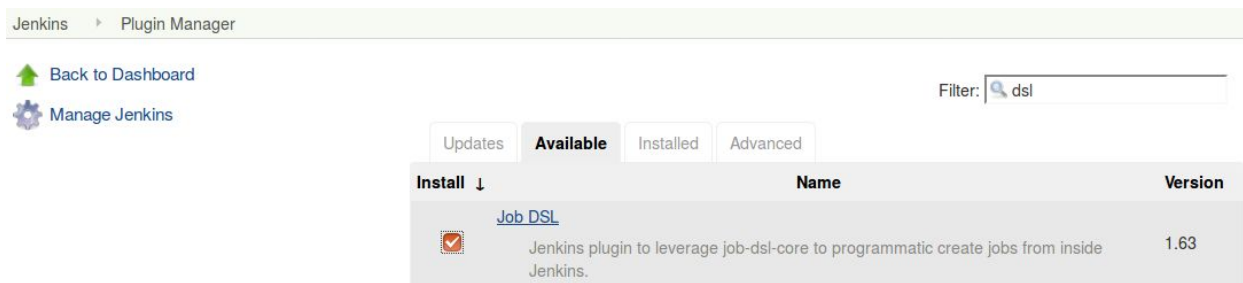 Jenkins Plugin Manager
Back to Dashboard
Manage Jenkins
Filter: dsl
Updates Available Installed Advanced
Install ↓ Name Version
Job DSL
Jenkins plugin to leverage job-dsl-core to programmatic create jobs from inside
Jenkins.
1.63